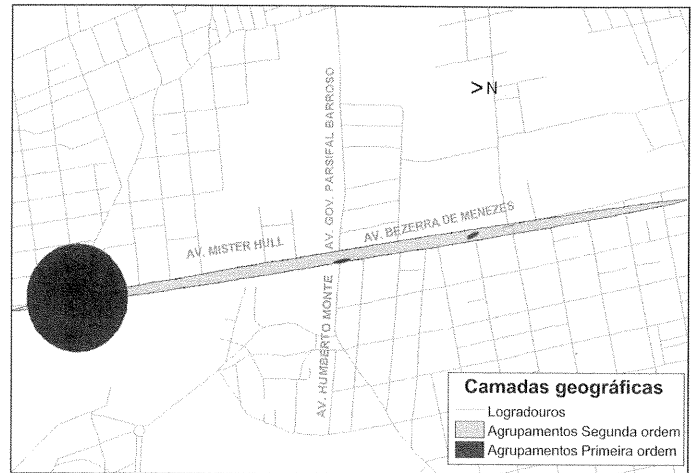 >N
AV. GOV. PARSIFAL BARROSO
AV. BEZERRA DE MENEZES
AV. MISTER HULL
AV. HUMBERTO MONTE
Camadas geográficas
Logradouros
Agrupamentos Segunda ordem
Agrupamentos Primeira ordem